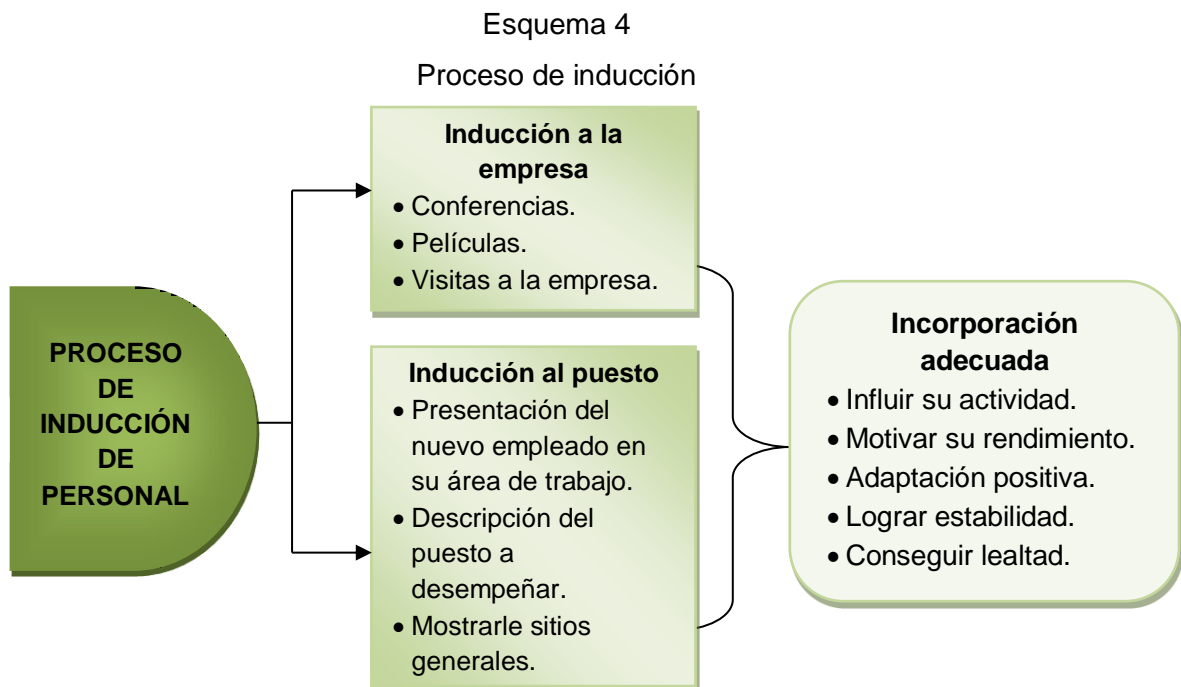 Esquema 4
Proceso de inducción
PROCESO
DE
INDUCCIÓN
DE
PERSONAL
Inducción a la
empresa
• Conferencias.
• Películas.
• Visitas a la empresa.
Inducción al puesto
• Presentación del
nuevo empleado en
su área de trabajo.
• Descripción del
puesto a
desempeñar.
• Mostrarle sitios
generales.
Incorporación
adecuada
• Influir su actividad.
• Motivar su rendimiento.
• Adaptación positiva.
• Lograr estabilidad.
• Conseguir lealtad.